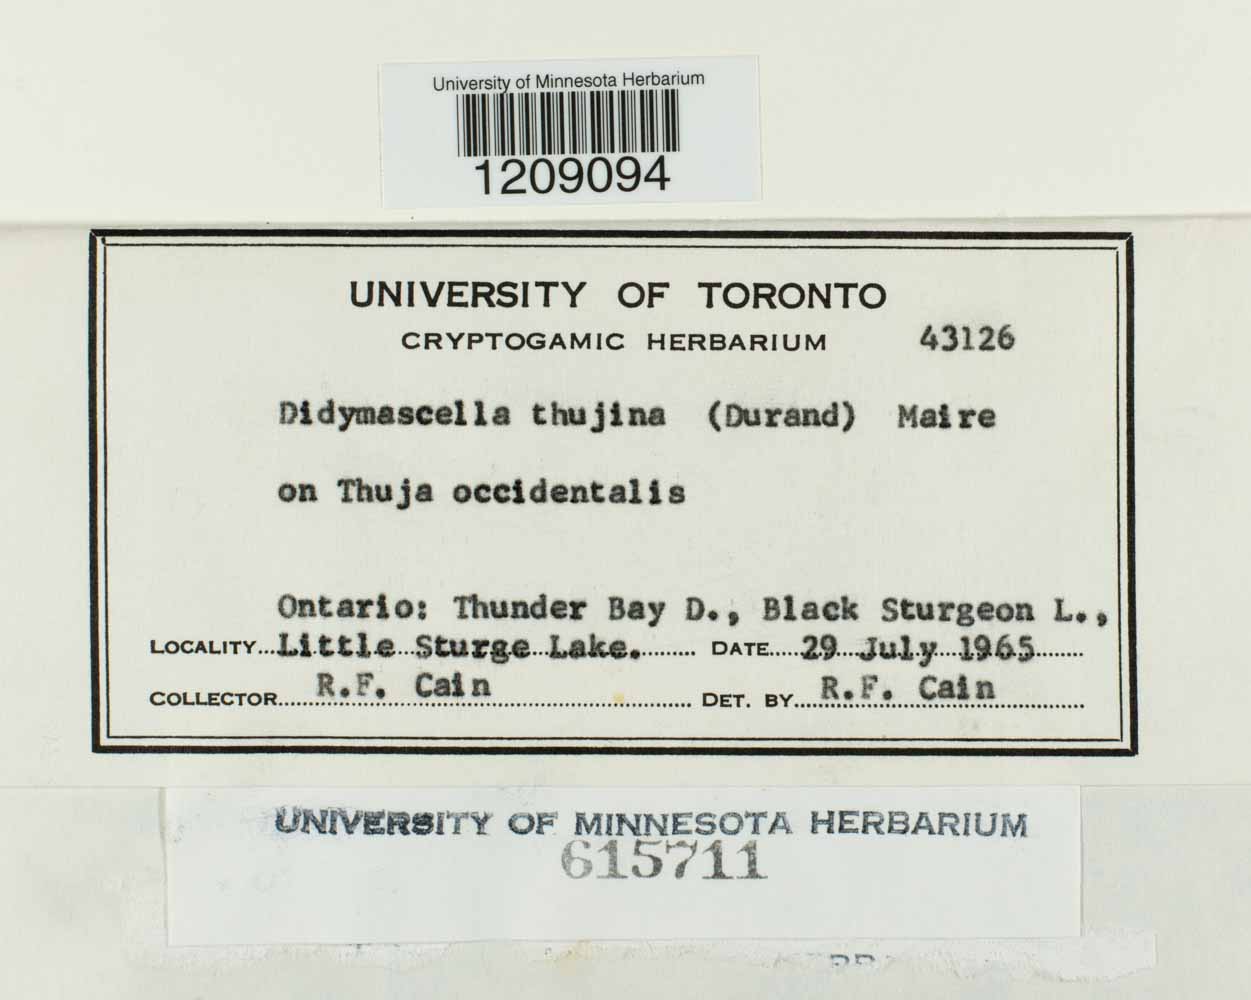 University of Minnesota Herbarium
1209094
UNIVERSITY OF TORONTO
CRYPTOGAMIC HERBARIUM 43126
Didymascella thujina (Durand) Maire
on Thuja occidentalis
Ontario: Thunder Bay D., Black Sturgeon L.,
LOCALITY Little Sturge Lake. DATE 29 July 1965
COLLECTOR R.F. Cain DET. BY R.F. Cain
UNIVERSITY OF MINNESOTA HERBARIUM
615711